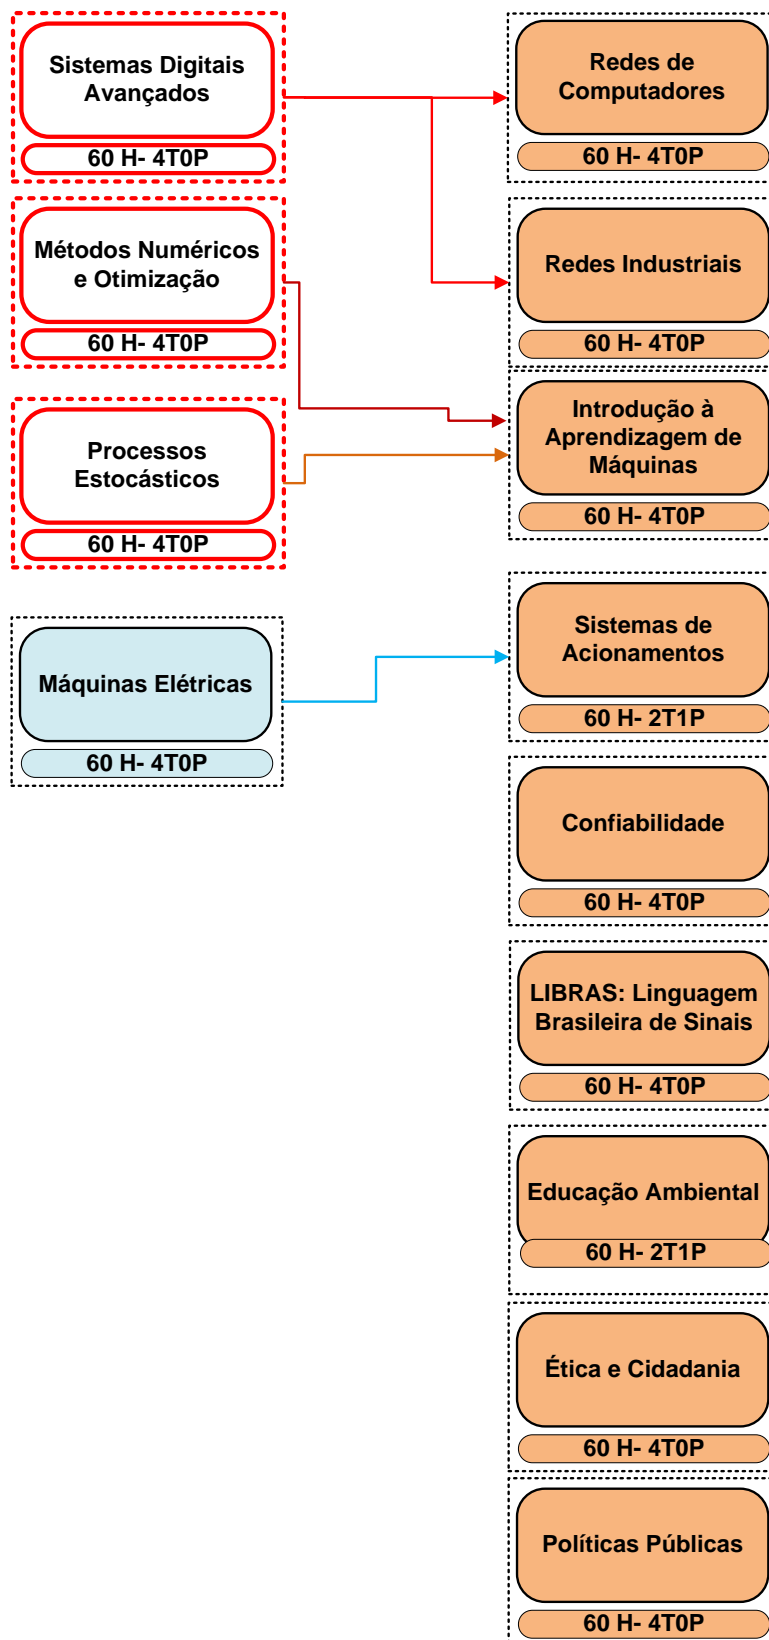 Sistemas Digitais
Avançados
60 H- 4T0P
Métodos Numéricos
e Otimização
60 H- 4T0P
Processos
Estocásticos
60 H- 4T0P
Máquinas Elétricas
60 H- 4T0P
Redes de
Computadores
60 H- 4T0P
Redes Industriais
60 H- 4T0P
Introdução à
Aprendizagem de
Máquinas
60 H- 4T0P
Sistemas de
Acionamentos
60 H- 2T1P
Confiabilidade
60 H- 4T0P
LIBRAS: Linguagem
Brasileira de Sinais
60 H- 4T0P
Educação Ambiental
60 H- 2T1P
Ética e Cidadania
60 H- 4T0P
Políticas Públicas
60 H- 4T0P